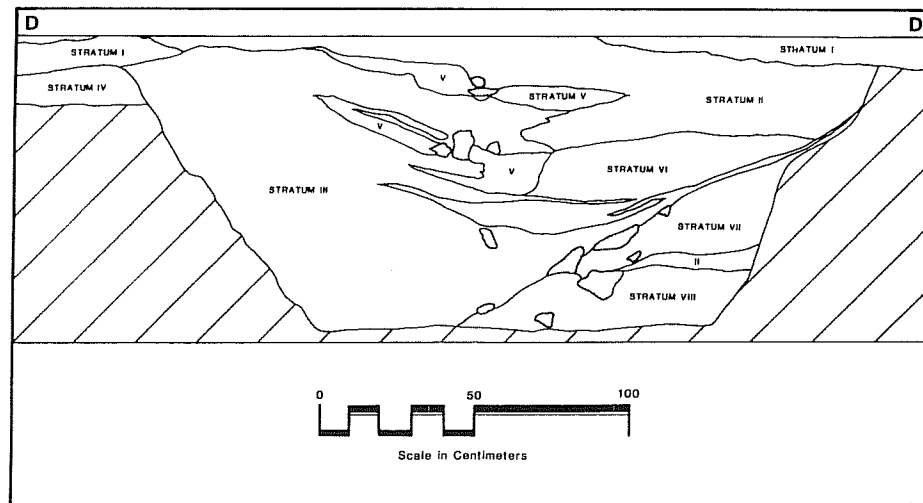 D D
STRATUM I STHATUM I
V
STRATUM IV STRATUM V STRATUM II
V
V STRATUM VI
STRATUM III
STRATUM VII
II
STRATUM VIII
0 50 100
Scale in Centimeters